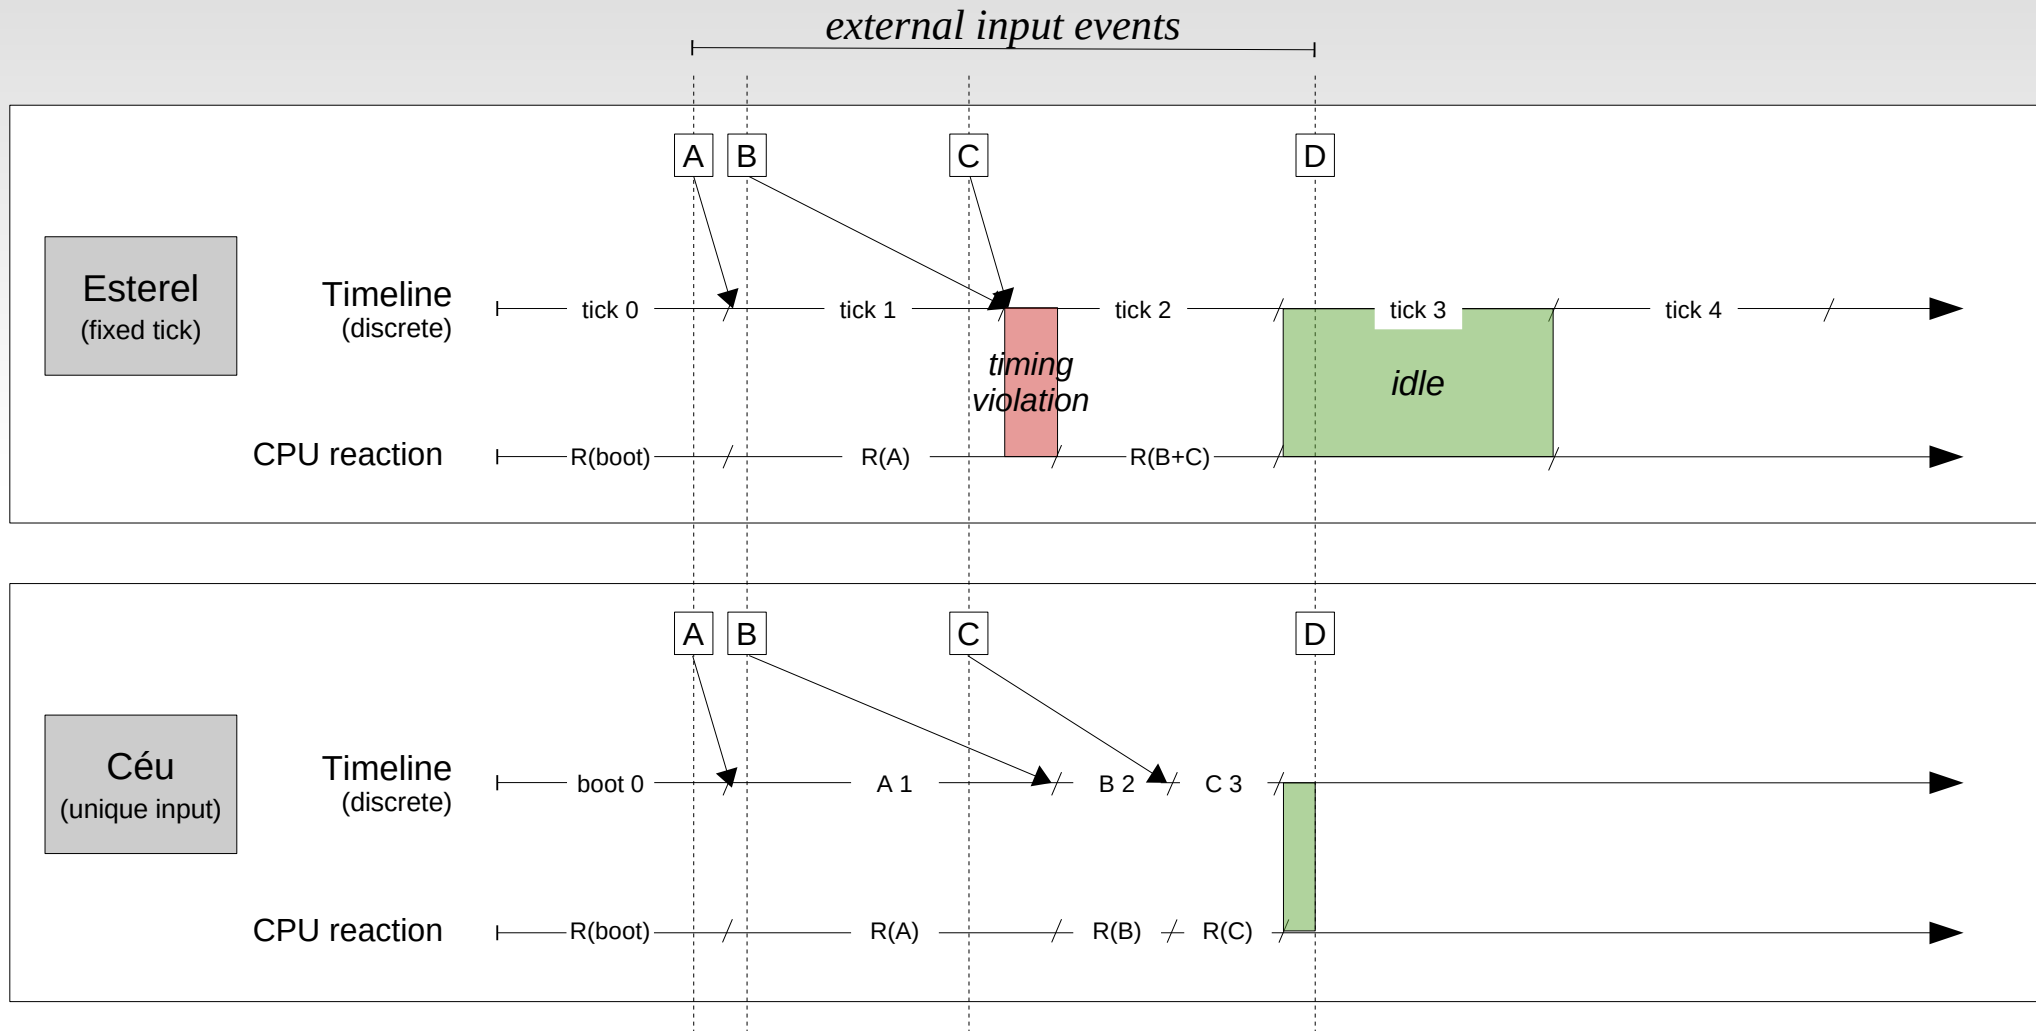 external input events
A B C D
Esterel
(fixed tick)
Timeline
(discrete)
tick 0 tick 1 tick 2 tick 3 tick 4
timing
violation
idle
CPU reaction
R(boot) R(A) R(B+C)
A B C D
Céu
(unique input)
Timeline
(discrete)
boot 0 A 1 B 2 C 3
CPU reaction
R(boot) R(A) R(B) R(C)